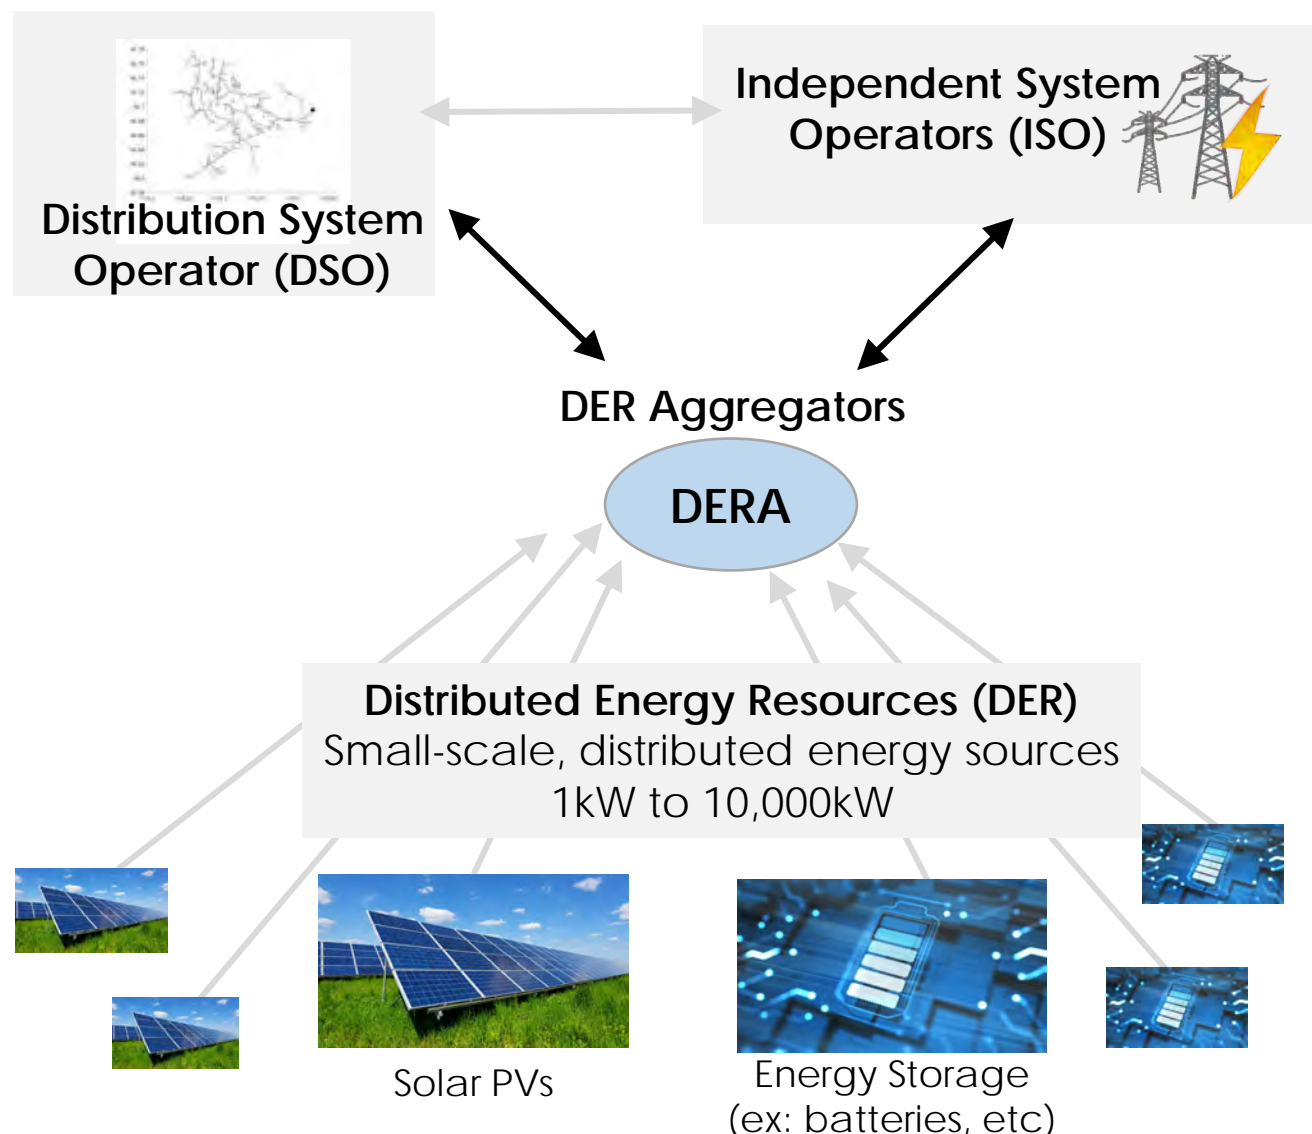 Distribution System
Operator (DSO)
Independent System
Operators (ISO)
DER Aggregators
DERA
Distributed Energy Resources (DER)
Small-scale, distributed energy sources
1kW to 10,000kW
Solar PVs
Energy Storage
(ex: batteries, etc)